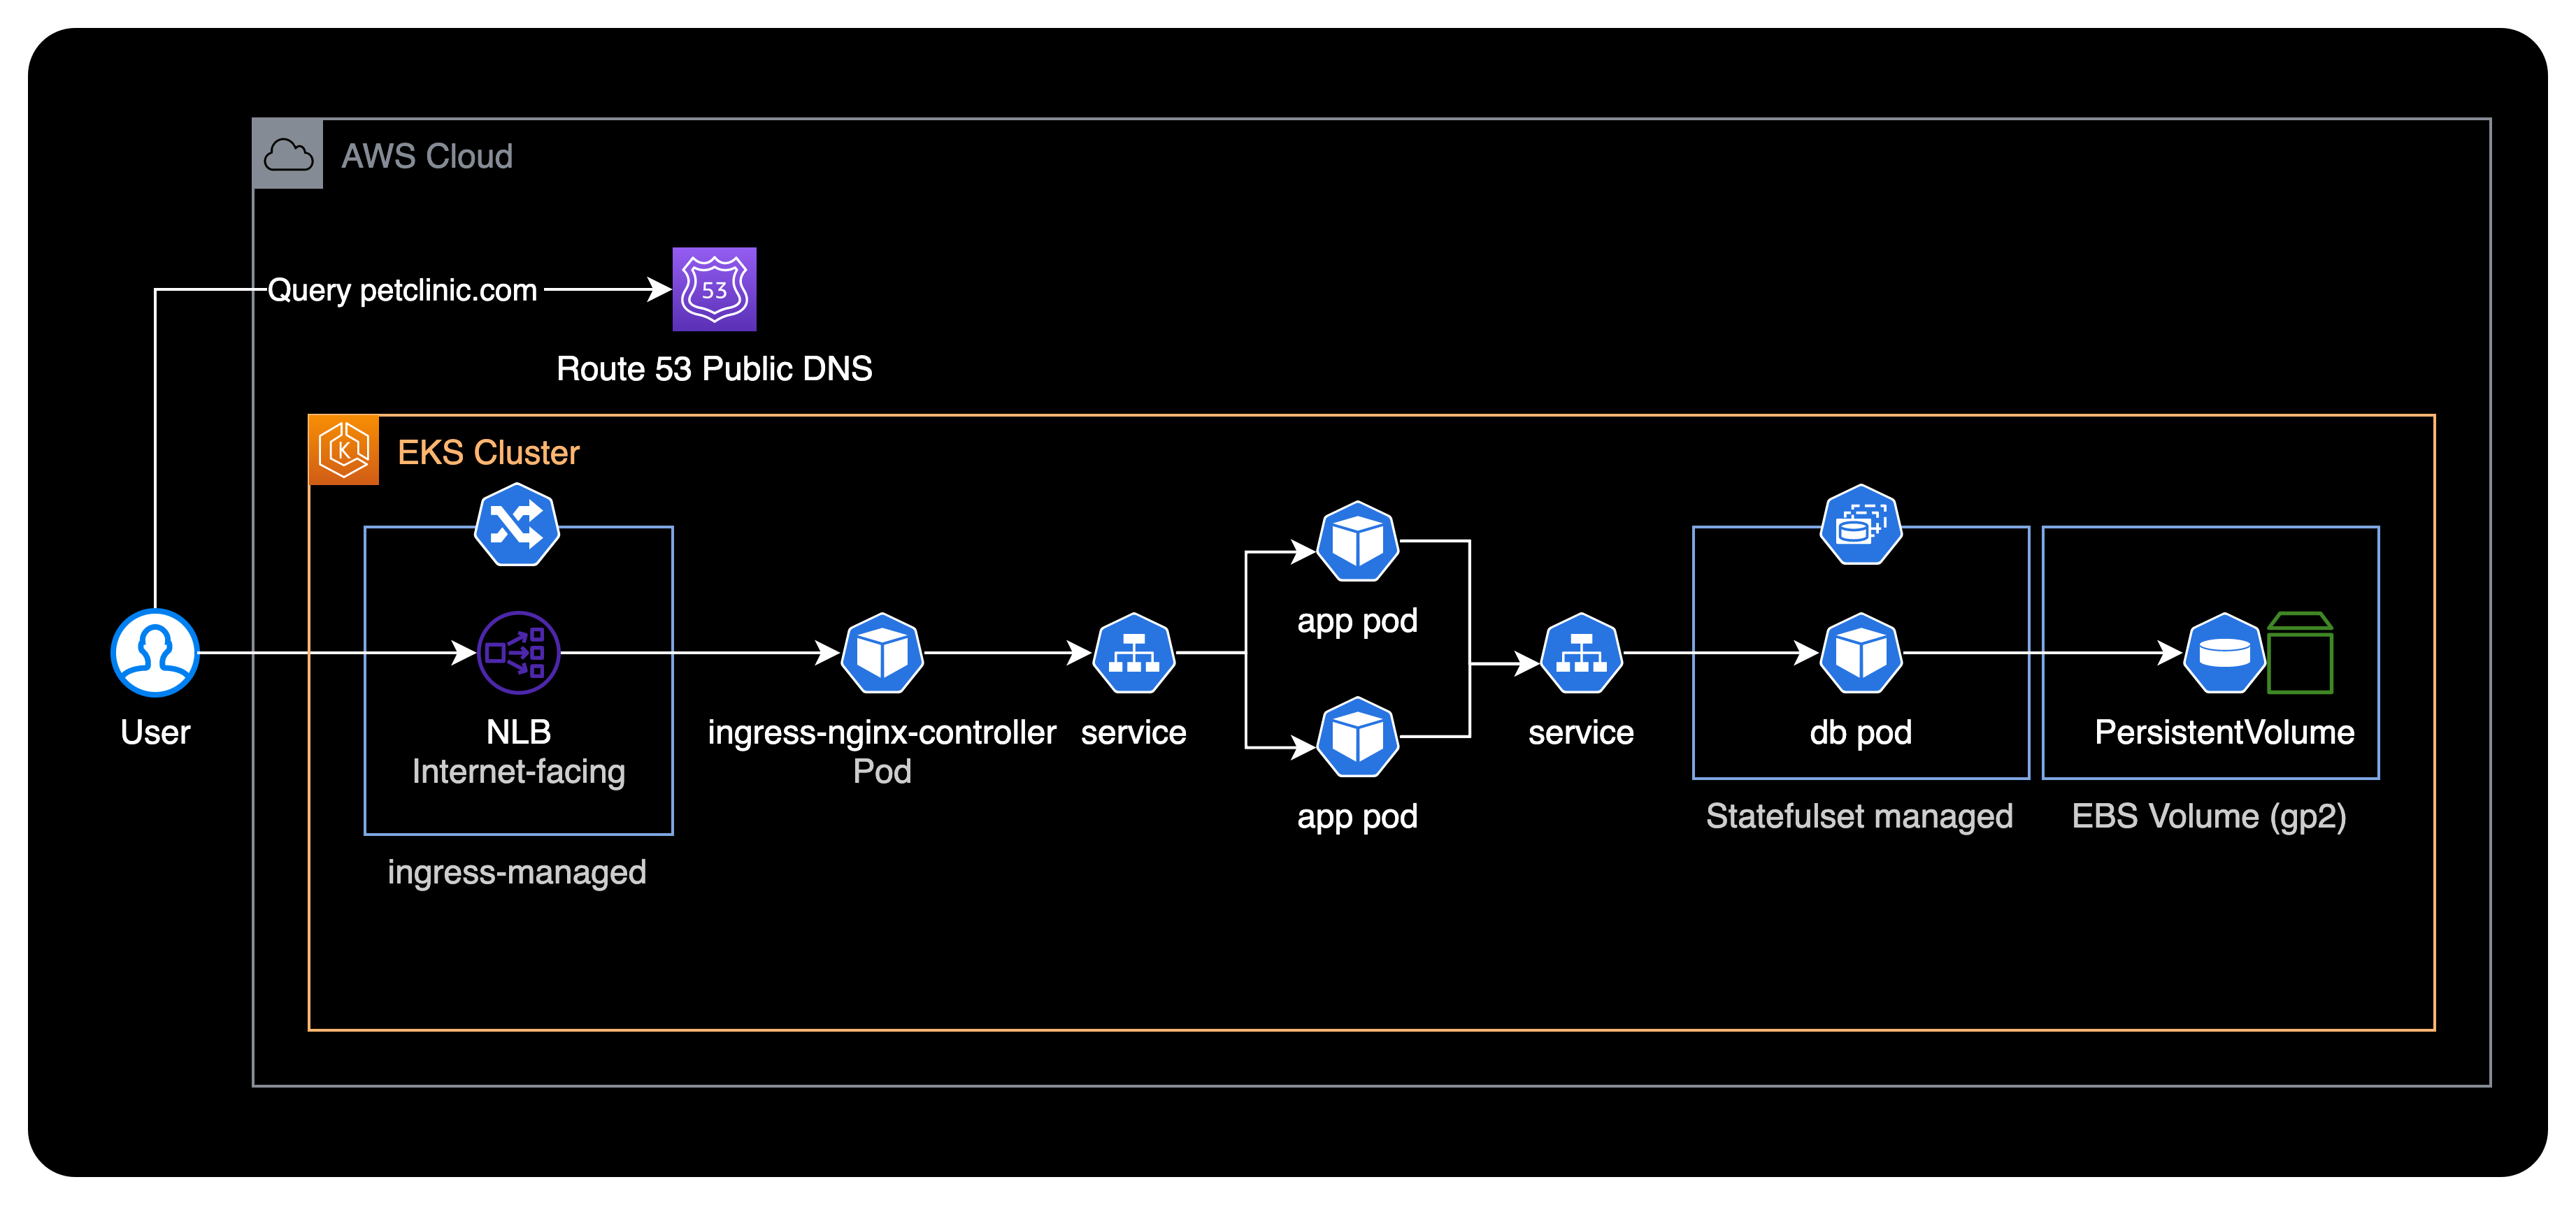 AWS Cloud
Query petclinic.com
53
Route 53 Public DNS
K
EKS Cluster
User
NLB
Internet-facing
ingress-managed
ingress-nginx-controller
Pod
service
app pod
app pod
service
db pod
Statefulset managed
PersistentVolume
EBS Volume (gp2)